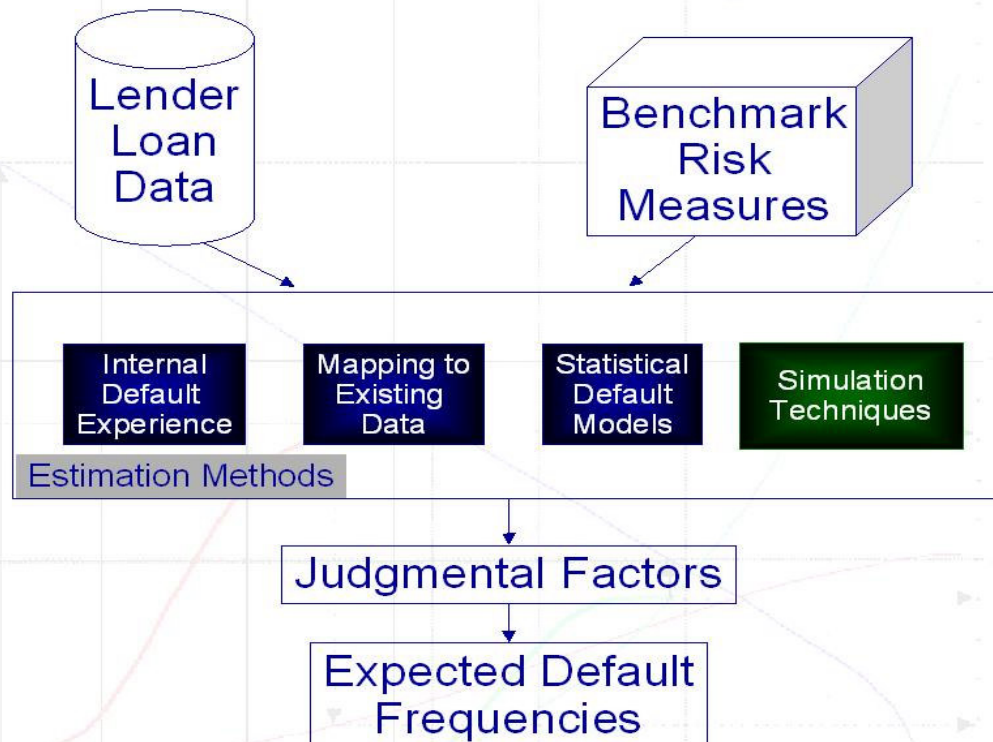 Lender
Loan
Data
Benchmark
Risk
Measures
Internal
Default
Experience
Mapping to
Existing
Data
Statistical
Default
Models
Simulation
Techniques
Estimation Methods
Judgmental Factors
Expected Default
Frequencies